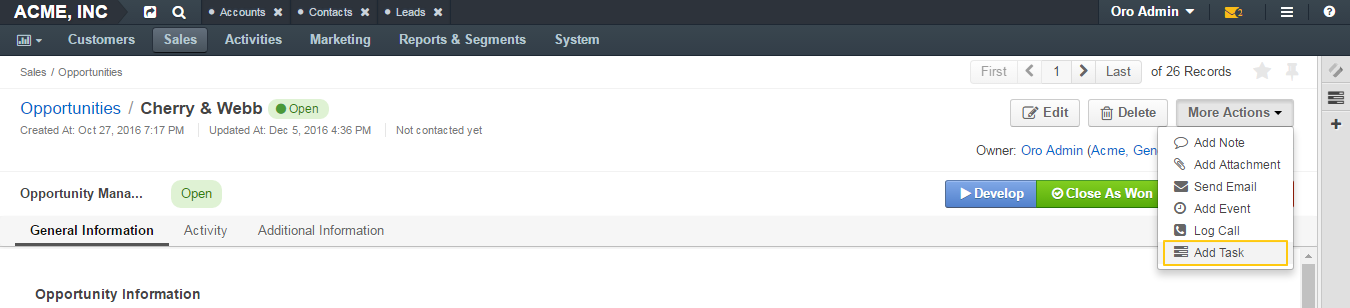 ACME, INC Accounts Contacts Leads Oro Admin 2
Customers Sales Activities Marketing Reports & Segments System
Sales / Opportunities First 1 Last of 26 Records
Opportunities / Cherry & Webb Open Edit Delete More Actions
Created At: Oct 27, 2016 7:17 PM Updated At: Dec 5, 2016 4:36 PM Not contacted yet
Owner: Oro Admin (Acme, Gen
Add Note
Add Attachment
Send Email
Add Event
Log Call
Add Task
Opportunity Mana... Open Develop Close As Won
General Information Activity Additional Information
Opportunity Information